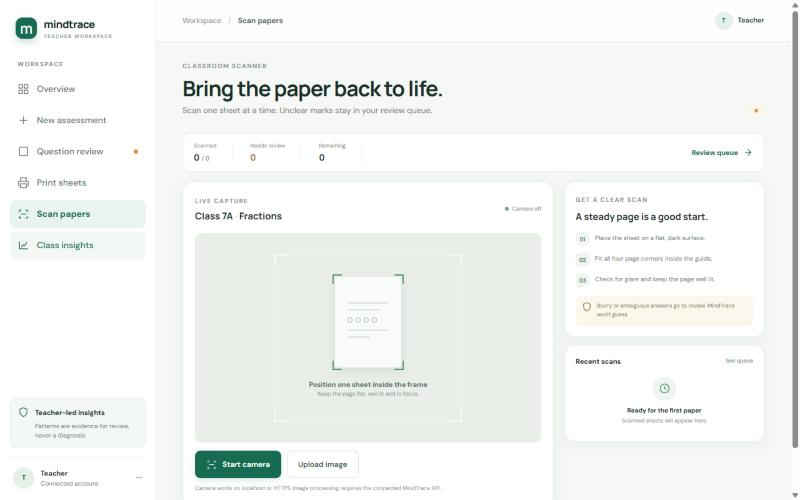 mindtrace
TEACHER WORKSPACE
WORKSPACE
Overview
New assessment
Question review
Print sheets
Scan papers
Class insights
Teacher-led insights
Patterns are evidence for review,
never a diagnosis.
T
Teacher
Connected account
Workspace / Scan papers
T Teacher
CLASSROOM SCANNER
Bring the paper back to life.
Scan one sheet at a time. Unclear marks stay in your review queue.
Scanned
0 / 0
Needs review
0
Remaining
0
Review queue
LIVE CAPTURE
Class 7A · Fractions
Camera off
Position one sheet inside the frame
Keep the page flat, well lit and in focus.
Start camera
Upload image
Camera works on localhost or HTTPS. Image processing requires the connected MindTrace API.
GET A CLEAR SCAN
A steady page is a good start.
01 Place the sheet on a flat, dark surface.
02 Fit all four page corners inside the guide.
03 Check for glare and keep the page well lit.
Blurry or ambiguous answers go to review. MindTrace
won't guess.
Recent scans
See queue
Ready for the first paper
Scanned sheets will appear here.